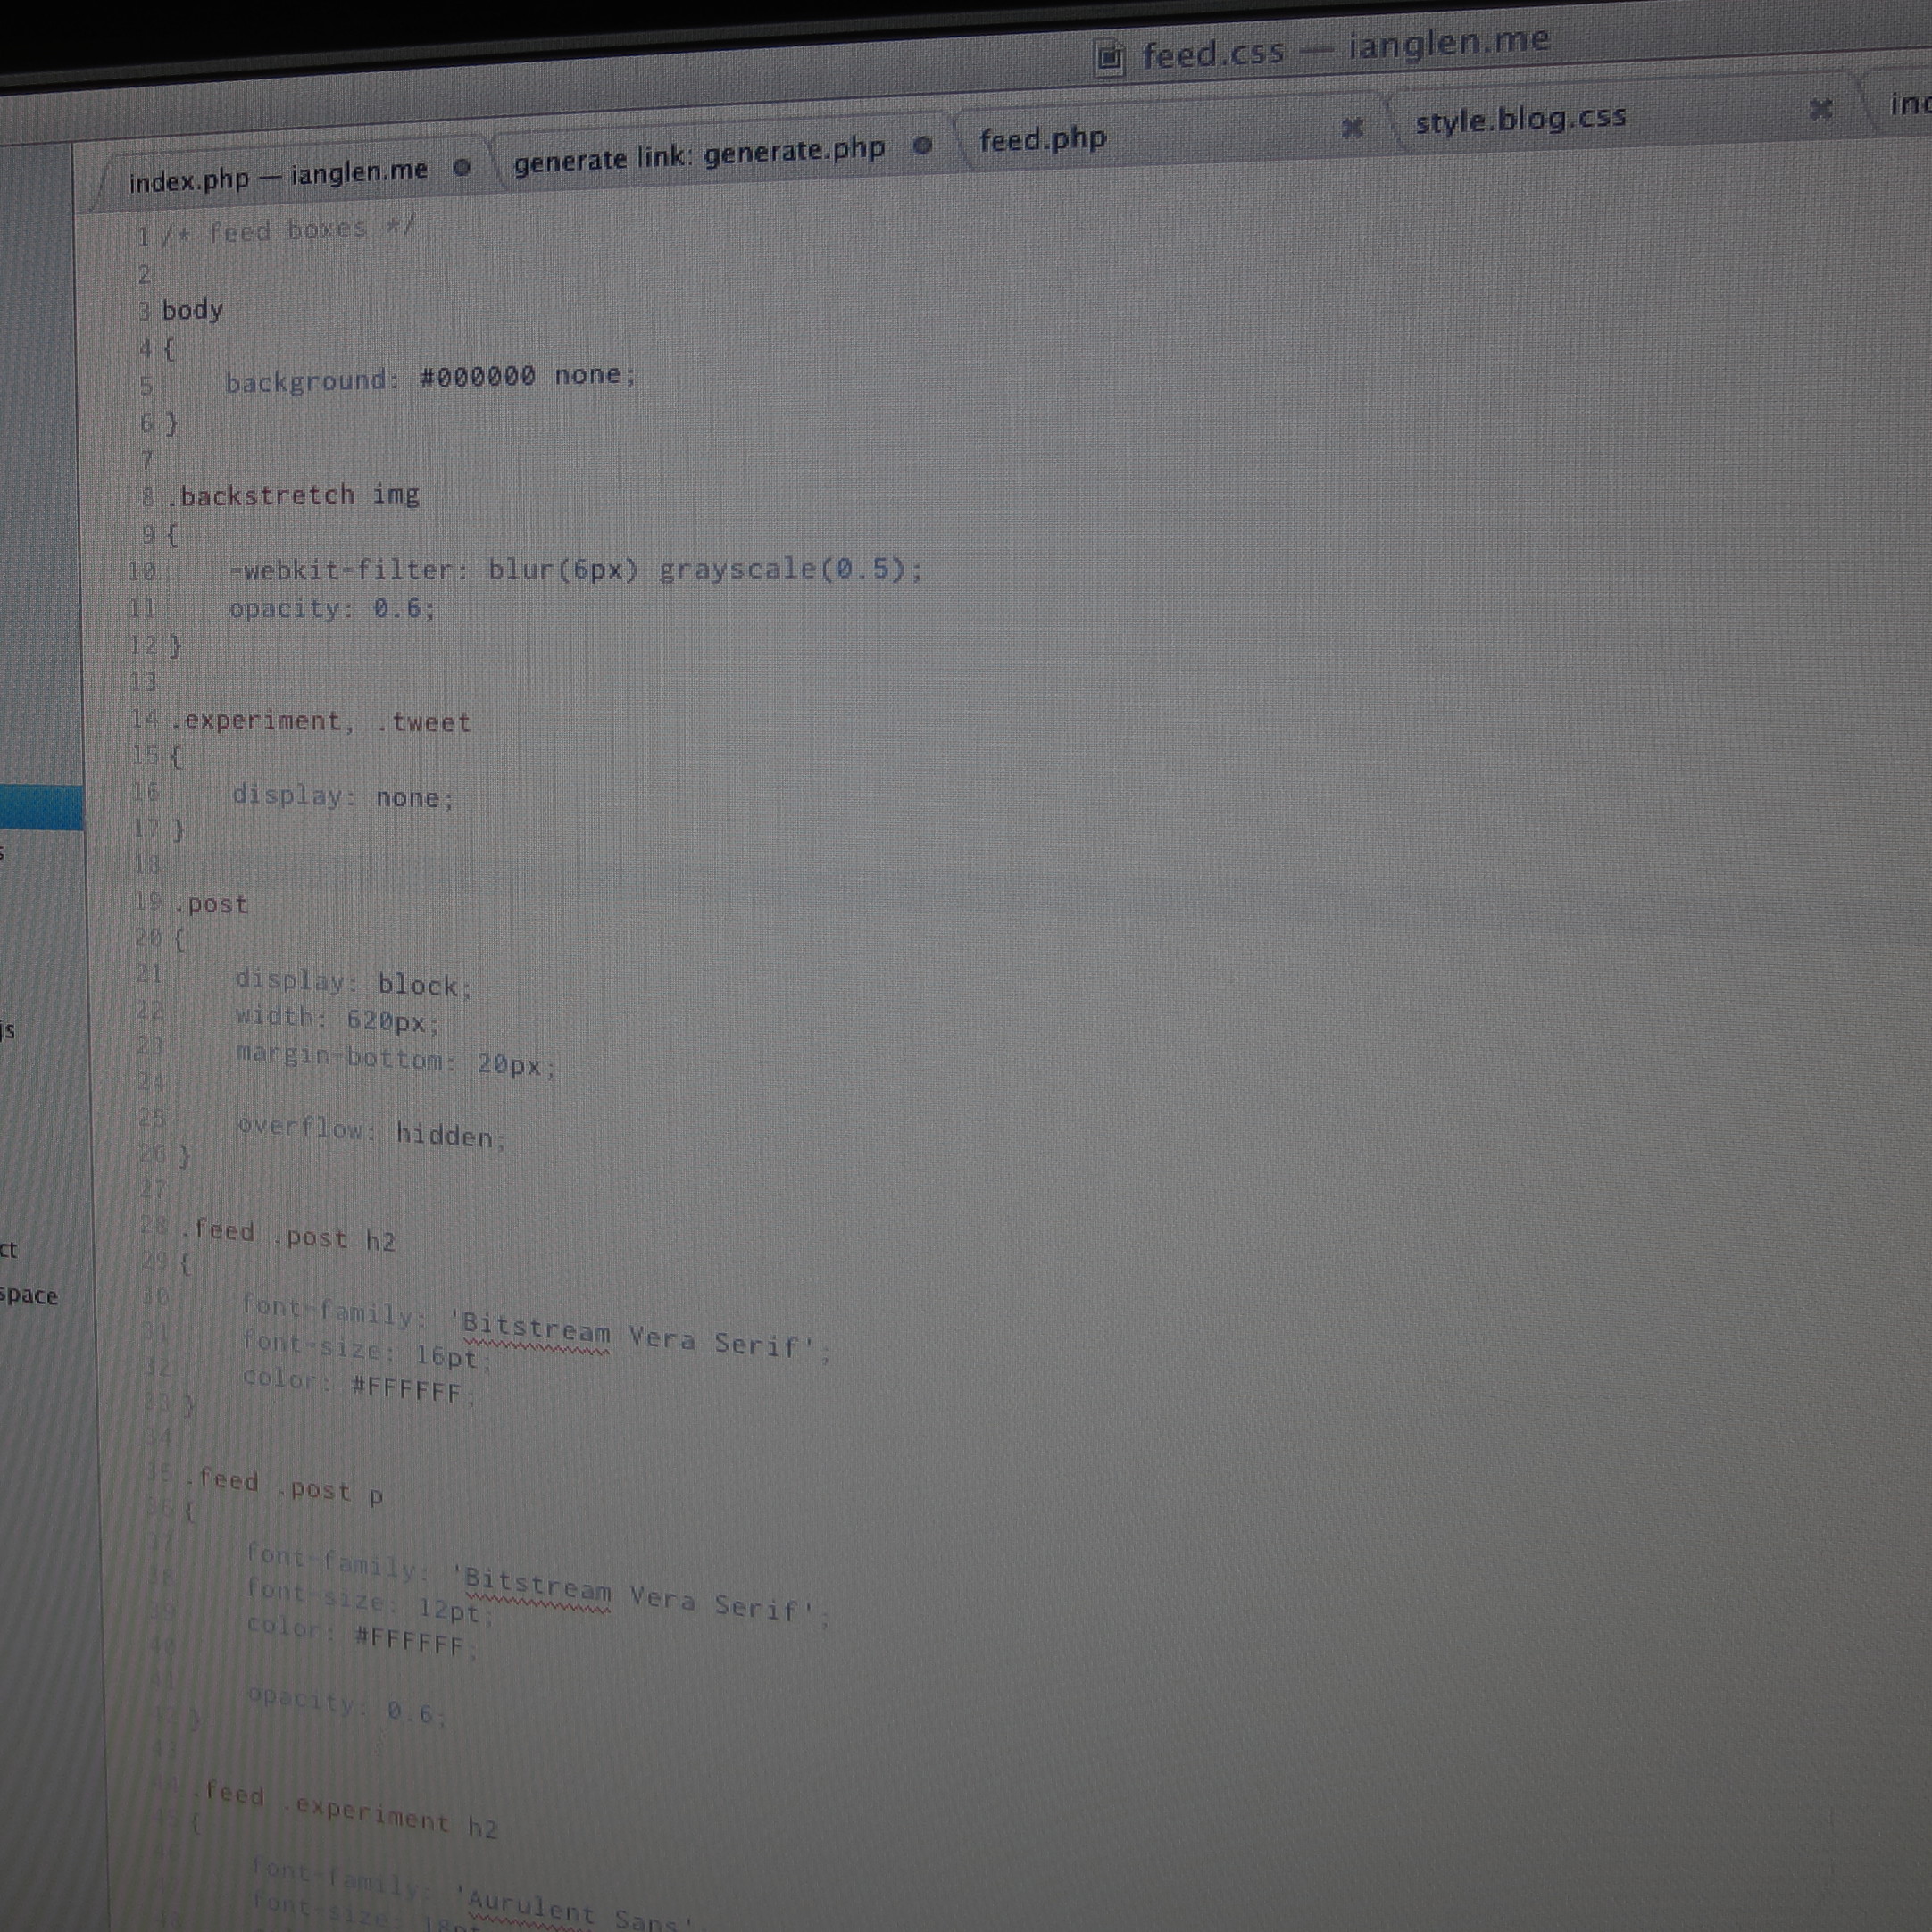 feed.css — ianglen.me
index.php — ianglen.me
generate link: generate.php
feed.php
style.blog.css
1 /* feed boxes */
2
3 body
4 {
5 background: #000000 none;
6 }
7
8 .backstretch img
9 {
10 -webkit-filter: blur(6px) grayscale(0.5);
11 opacity: 0.6;
12 }
13
14 .experiment, .tweet
15 {
16 display: none;
17 }
18
19 .post
20 {
21 display: block;
22 width: 620px;
23 margin-bottom: 20px;
24
25 overflow: hidden;
26 }
27
28 .feed .post h2
29 {
30 font-family: 'Bitstream Vera Serif';
31 font-size: 16pt;
32 color: #FFFFFF;
33 }
34
35 .feed .post p
36 {
37 font-family: 'Bitstream Vera Serif';
38 font-size: 12pt;
39 color: #FFFFFF;
40
41 opacity: 0.6;
42 }
43
44 .feed .experiment h2
45 {
46 font-family: 'Aurulent Sans'
font-size: 18pt
js
ct
space